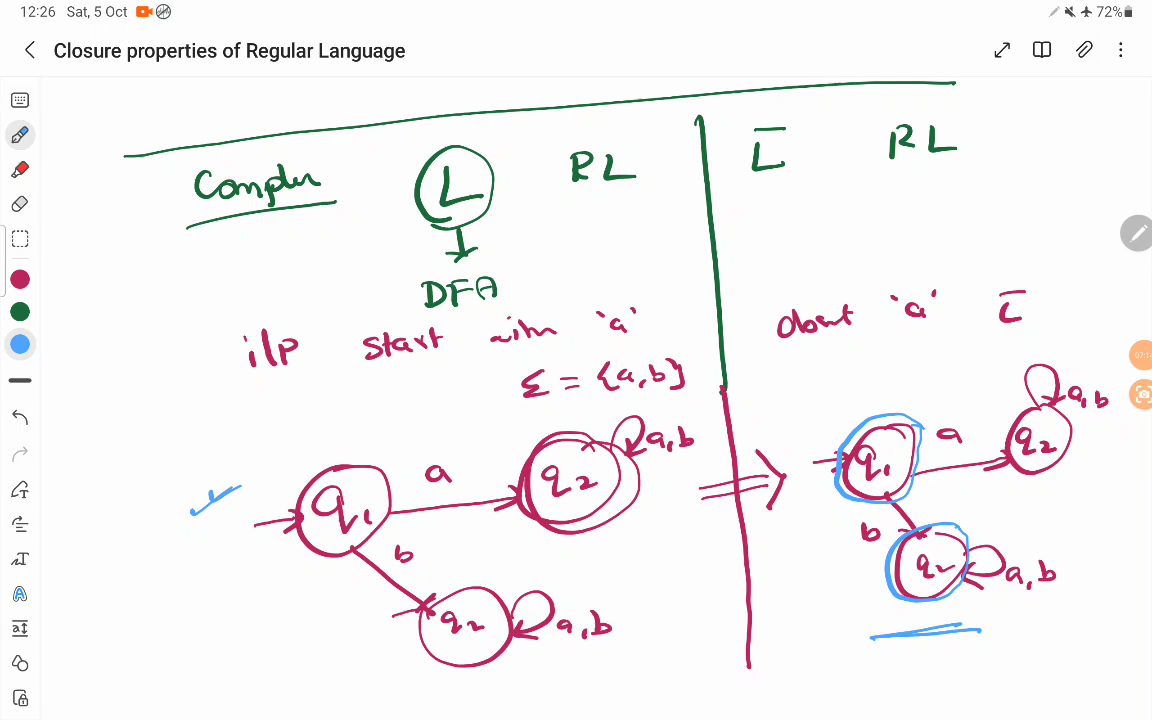 12:26 Sat, 5 Oct 72%
Closure properties of Regular Language
Complen L RL
L̅ RL
DFA
i/p start with 'a'
Σ = {a,b}
dont 'a' L̅
q₁ a q₂ a,b
b
q₂ a,b
q₁ a q₂ a,b
b
q₂ a,b